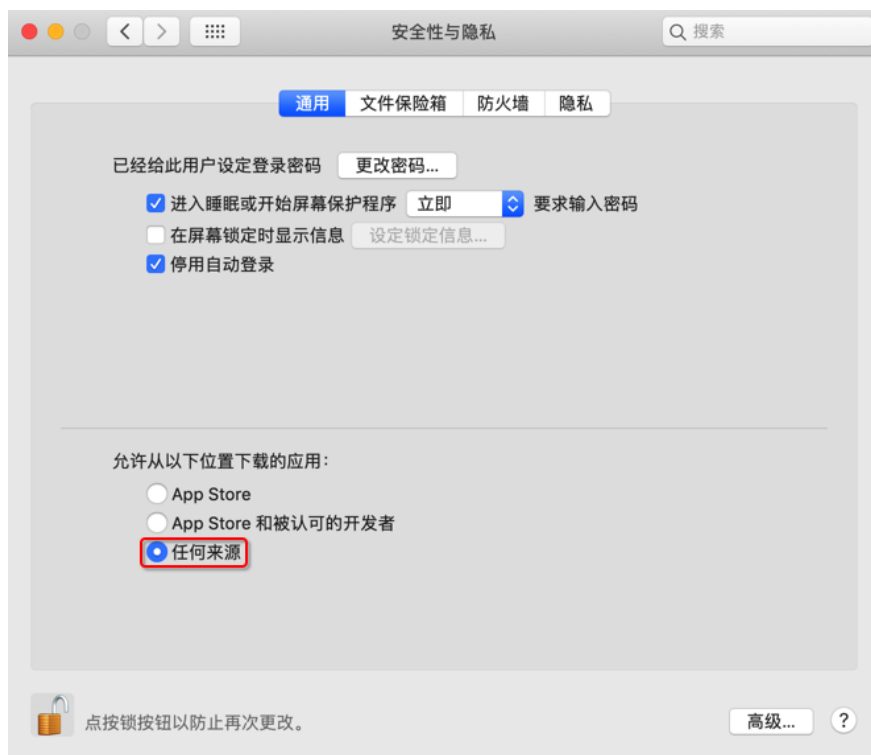 安全性与隐私
搜索
通用 文件保险箱 防火墙 隐私
已经给此用户设定登录密码 更改密码...
进入睡眠或开始屏幕保护程序 立即 要求输入密码
在屏幕锁定时显示信息 设定锁定信息...
停用自动登录
允许从以下位置下载的应用:
App Store
App Store 和被认可的开发者
任何来源
点按锁按钮以防止再次更改。
高级... ?